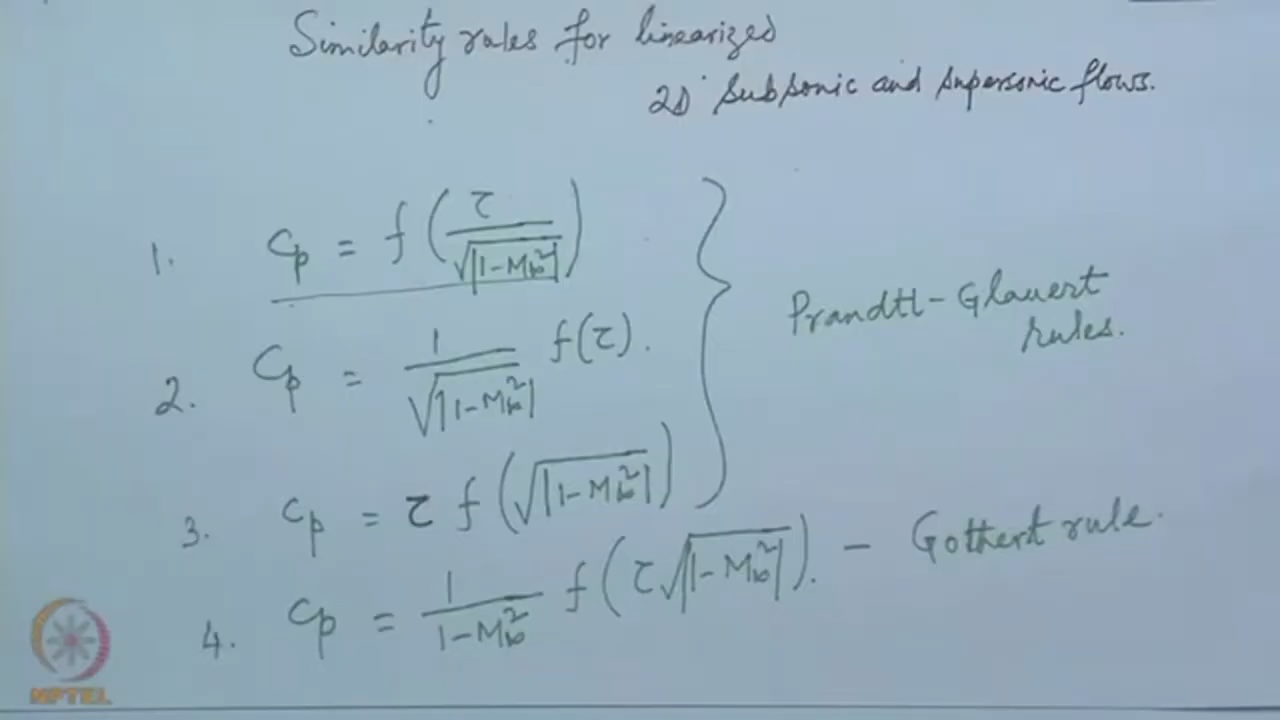 Similarity rules for linearized
2D subsonic and supersonic flows.
1. Cp = f(τ/√|1-M∞²|)
2. Cp = 1/√|1-M∞²| f(τ).
Prandtl-Glauert
rules.
3. Cp = τ f(√|1-M∞²|)
4. Cp = 1/(1-M∞²) f(τ√|1-M∞²|). - Gothert rule.
NPTEL